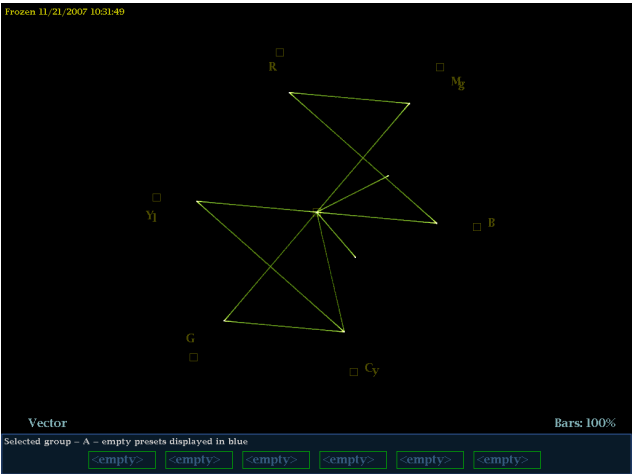 Frozen 11/21/2007 10:31:49
R
Mg
Yl
B
G
Cy
Vector
Bars: 100%
Selected group – A – empty presets displayed in blue
<empty> <empty> <empty> <empty> <empty> <empty>